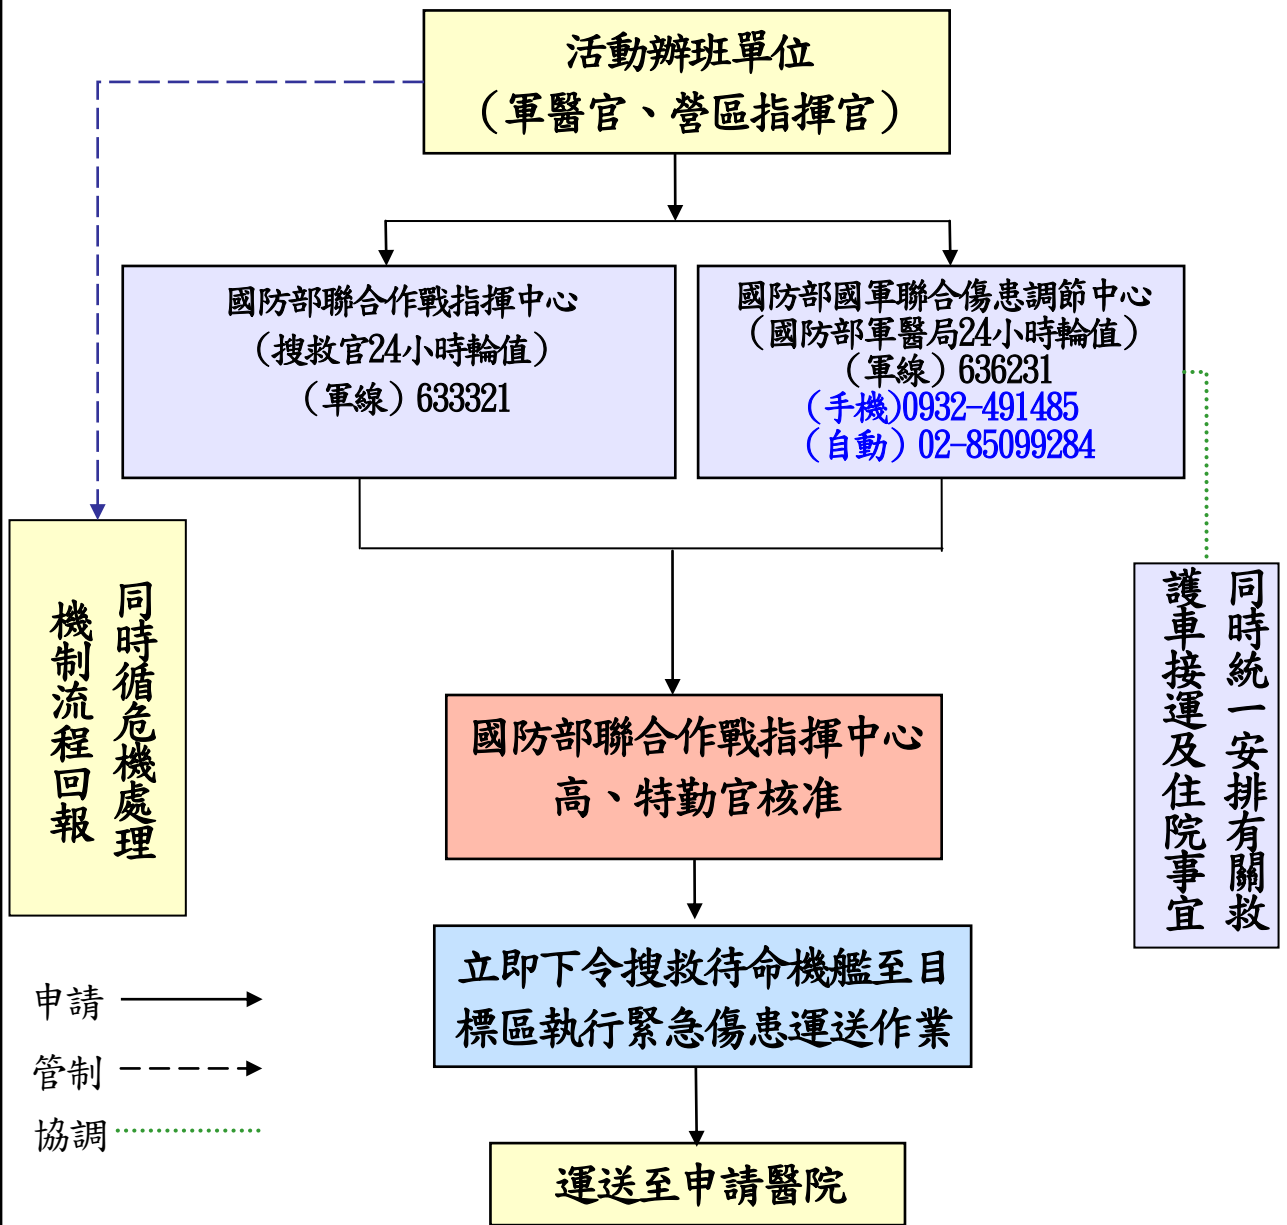 活動辦班單位
（軍醫官、營區指揮官）
國防部聯合作戰指揮中心
（搜救官24小時輪值）
（軍線）633321
國防部國軍聯合傷患調節中心
（國防部軍醫局24小時輪值）
（軍線）636231
（手機)0932-491485
（自動）02-85099284
同時循危機處理
機制流程回報
同時統一安排有關救
護車接運及住院事宜
國防部聯合作戰指揮中心
高、特勤官核准
立即下令搜救待命機艦至目
標區執行緊急傷患運送作業
運送至申請醫院
申請
管制
協調